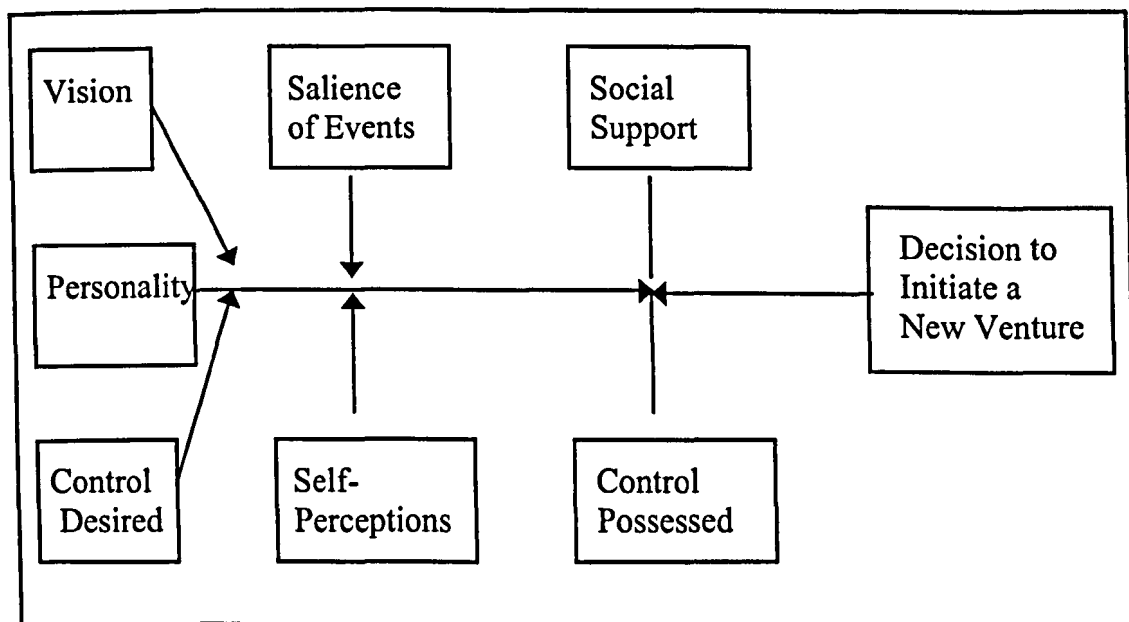 Vision
Salience
of Events
Social
Support
Personality
Decision to
Initiate a
New Venture
Control
Desired
Self-
Perceptions
Control
Possessed